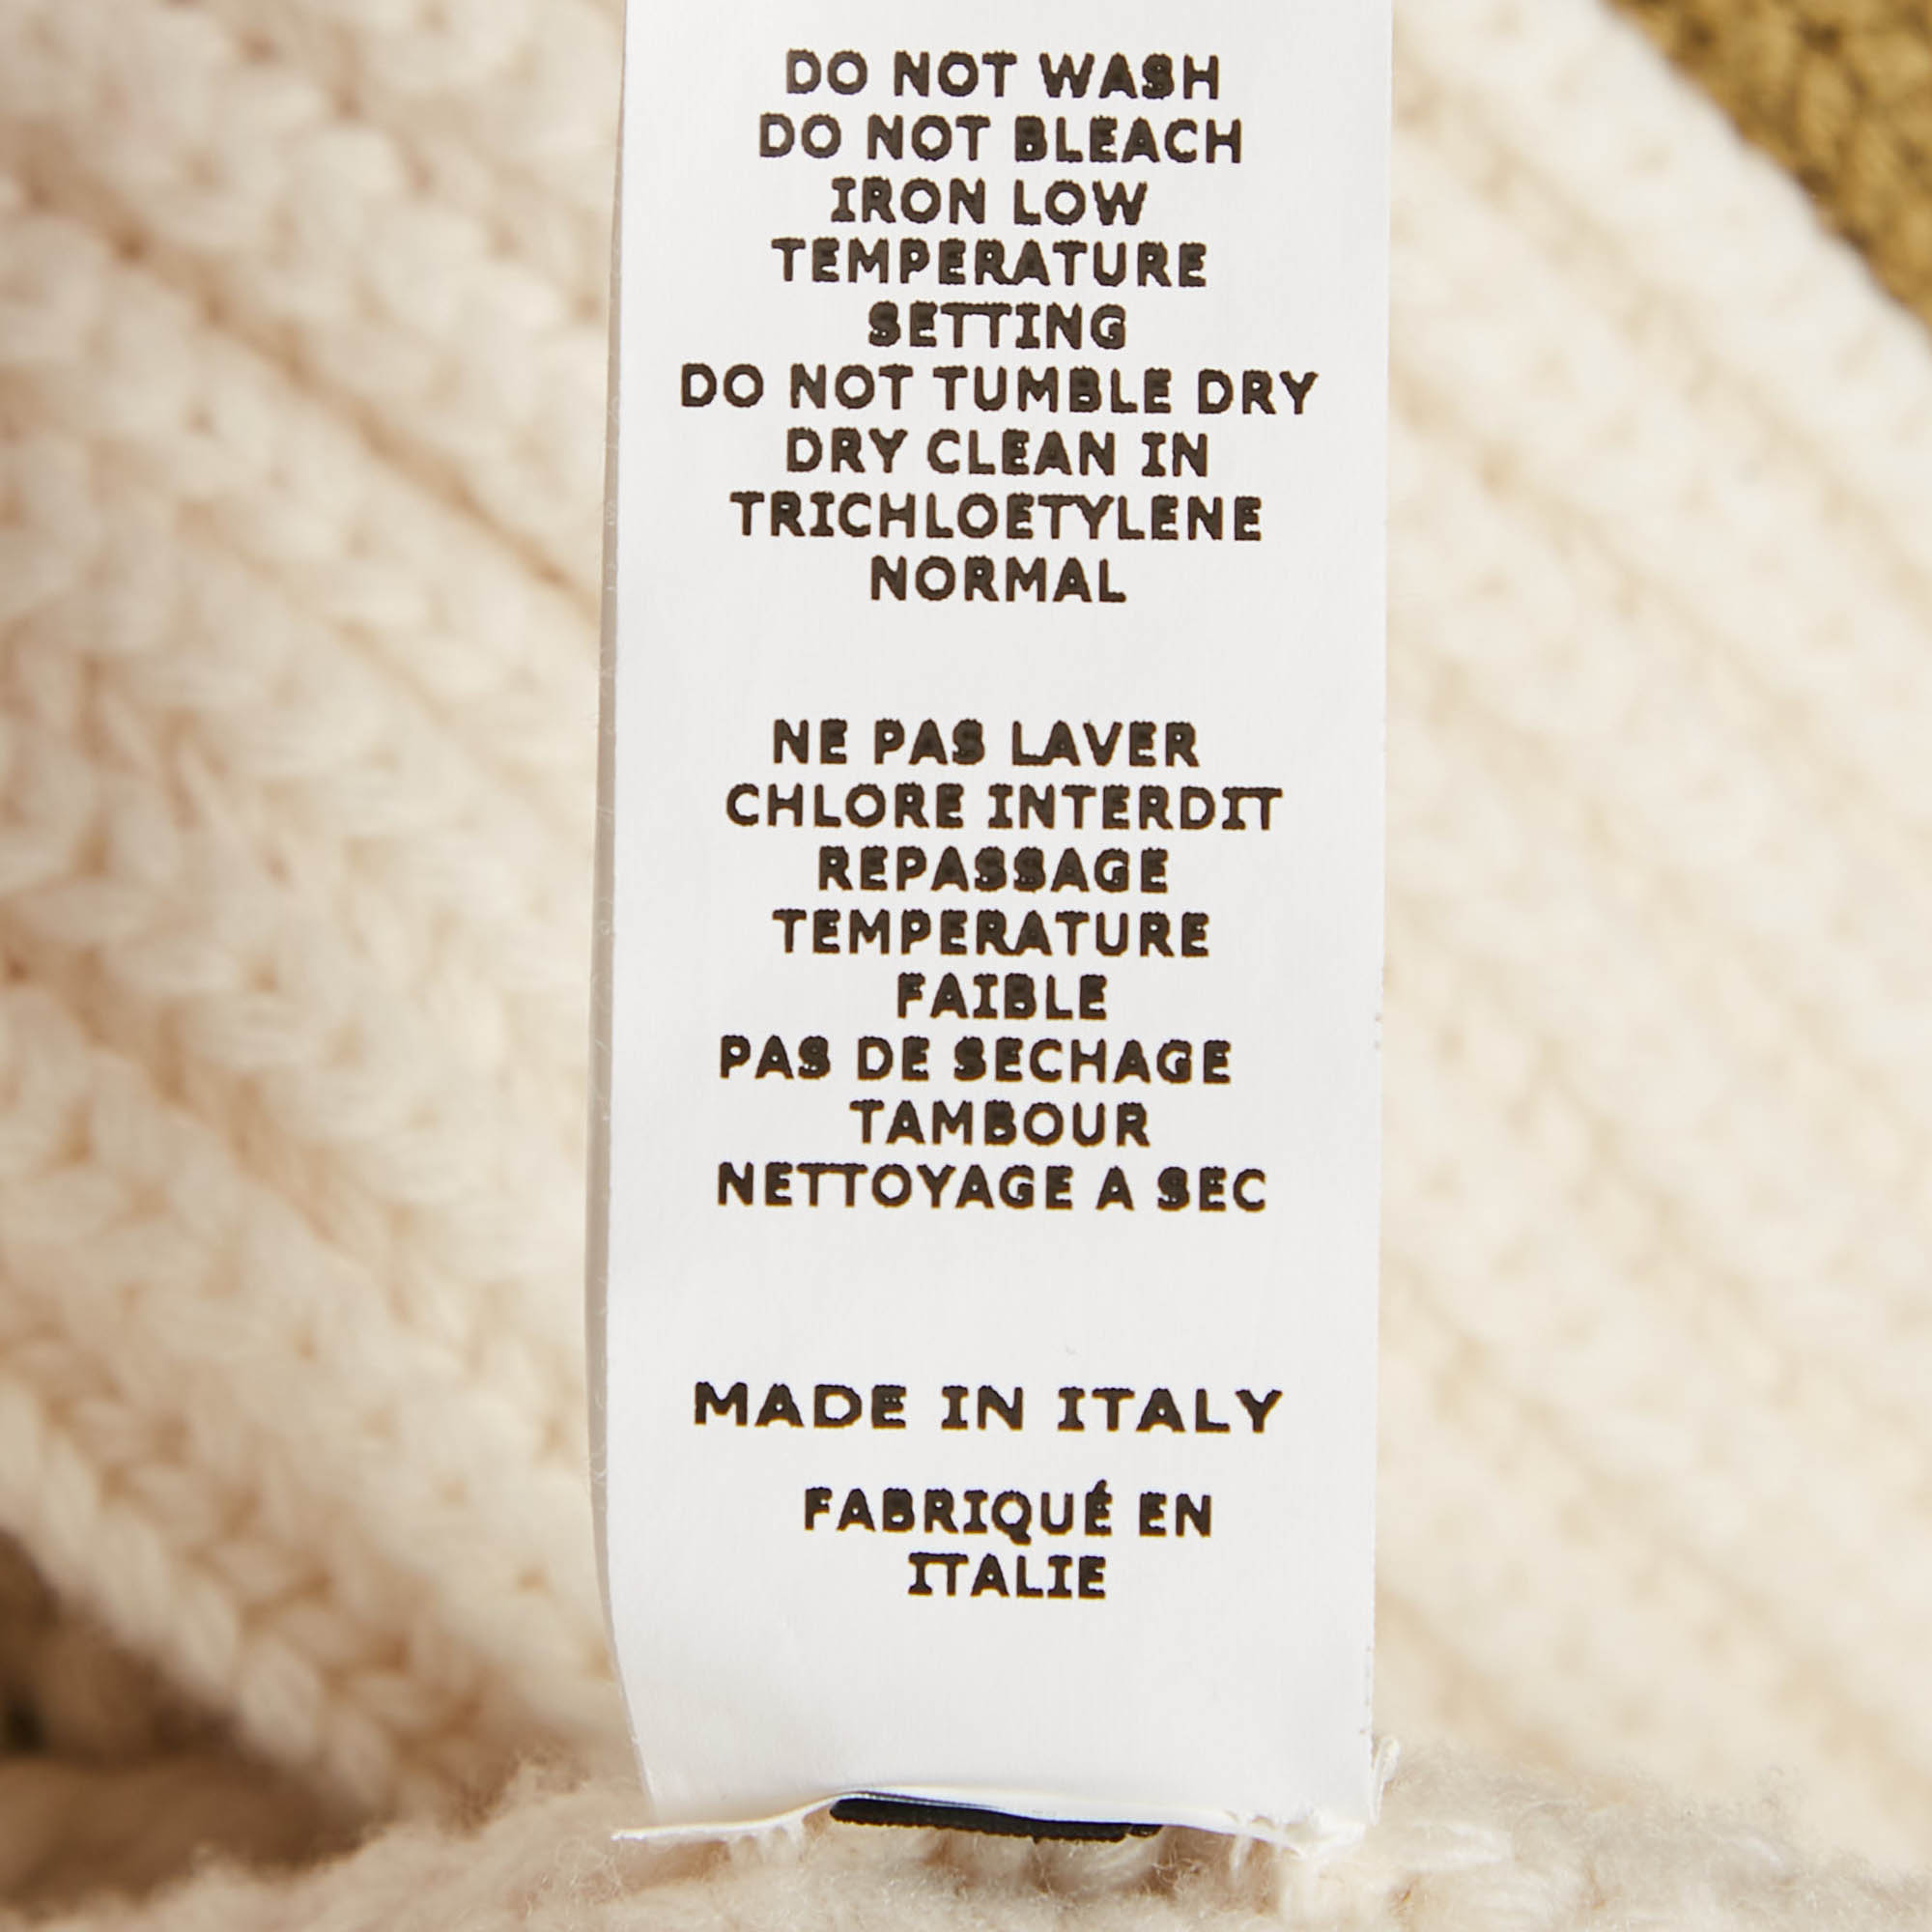 DO NOT WASH
DO NOT BLEACH
IRON LOW
TEMPERATURE
SETTING
DO NOT TUMBLE DRY
DRY CLEAN IN
TRICHLOETYLENE
NORMAL
NE PAS LAVER
CHLORE INTERDIT
REPASSAGE
TEMPERATURE
FAIBLE
PAS DE SECHAGE
TAMBOUR
NETTOYAGE A SEC
MADE IN ITALY
FABRIQUÉ EN
ITALIE